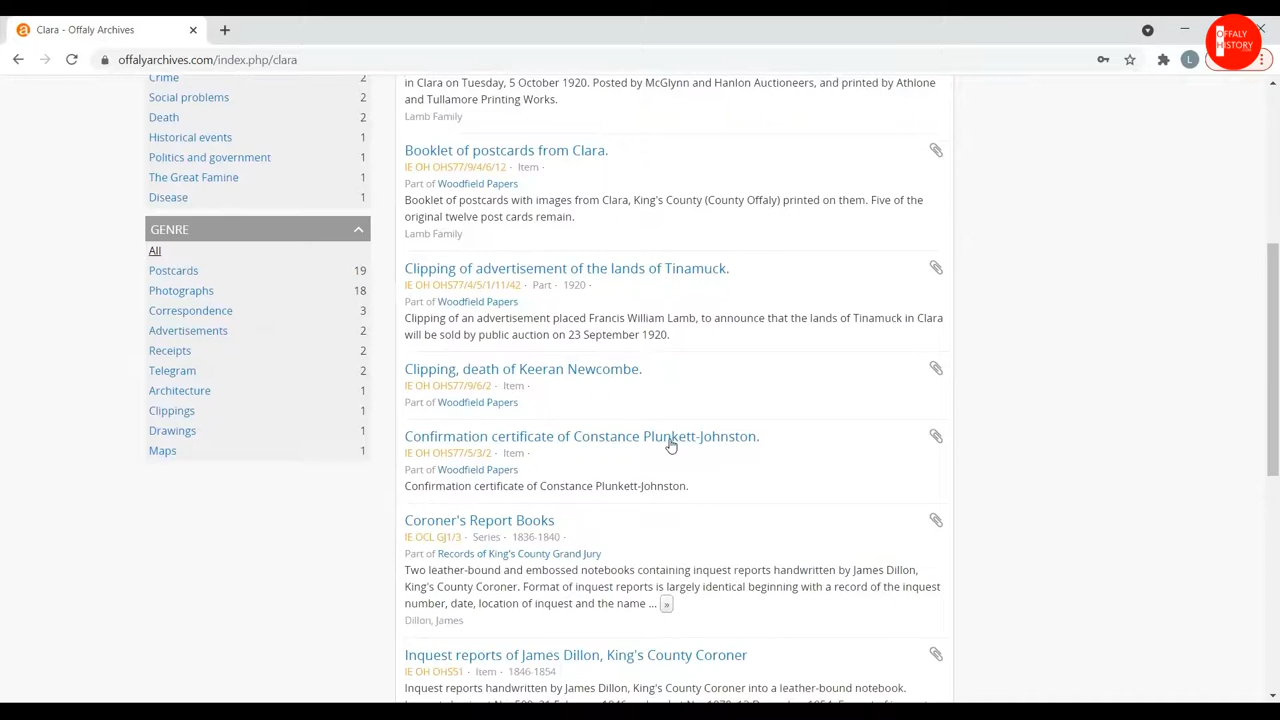 Clara - Offaly Archives
OFFALY
HISTORY
offalyarchives.com/index.php/clara
L
Crime 2
Social problems 2
Death 2
Historical events 1
Politics and government 1
The Great Famine 1
Disease 1
GENRE
All
Postcards 19
Photographs 18
Correspondence 3
Advertisements 2
Receipts 2
Telegram 2
Architecture 1
Clippings 1
Drawings 1
Maps 1
in Clara on Tuesday, 5 October 1920. Posted by McGlynn and Hanlon Auctioneers, and printed by Athlone
and Tullamore Printing Works.
Lamb Family
Booklet of postcards from Clara.
IE OH OHS77/9/4/6/12 · Item ·
Part of Woodfield Papers
Booklet of postcards with images from Clara, King's County (County Offaly) printed on them. Five of the
original twelve post cards remain.
Lamb Family
Clipping of advertisement of the lands of Tinamuck.
IE OH OHS77/4/5/1/11/42 · Part · 1920 ·
Part of Woodfield Papers
Clipping of an advertisement placed Francis William Lamb, to announce that the lands of Tinamuck in Clara
will be sold by public auction on 23 September 1920.
Clipping, death of Keeran Newcombe.
IE OH OHS77/9/6/2 · Item ·
Part of Woodfield Papers
Confirmation certificate of Constance Plunkett-Johnston.
IE OH OHS77/5/3/2 · Item ·
Part of Woodfield Papers
Confirmation certificate of Constance Plunkett-Johnston.
Coroner's Report Books
IE OCL GJ1/3 · Series · 1836-1840 ·
Part of Records of King's County Grand Jury
Two leather-bound and embossed notebooks containing inquest reports handwritten by James Dillon,
King's County Coroner. Format of inquest reports is largely identical beginning with a record of the inquest
number, date, location of inquest and the name ... »
Dillon, James
Inquest reports of James Dillon, King's County Coroner
IE OH DHS51 · Item · 1846-1854 ·
Inquest reports handwritten by James Dillon, King's County Coroner into a leather-bound notebook.